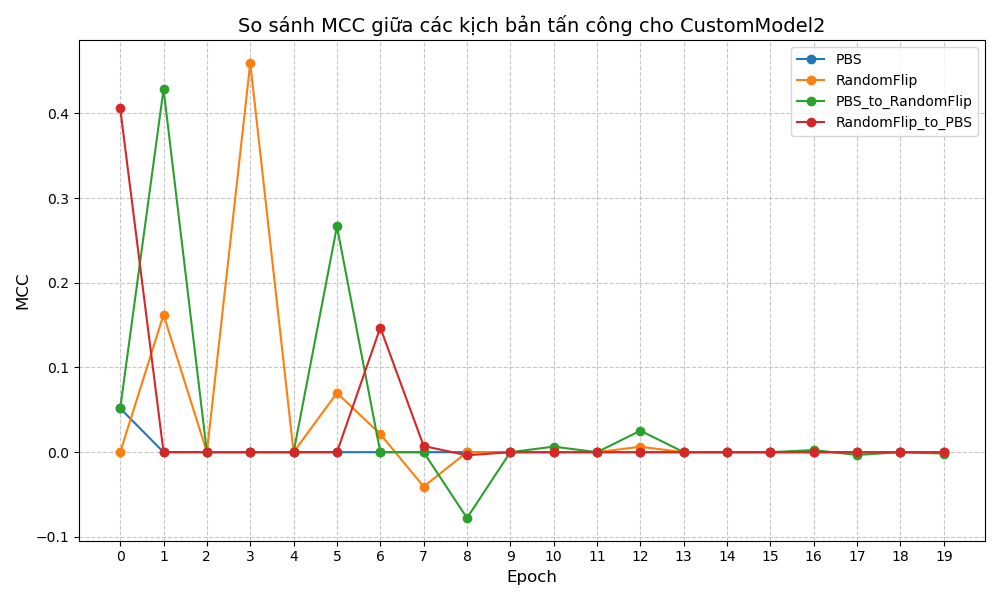 So sánh MCC giữa các kịch bản tấn công cho CustomModel2
PBS
RandomFlip
PBS_to_RandomFlip
RandomFlip_to_PBS
MCC
0.4
0.3
0.2
0.1
0.0
−0.1
0 1 2 3 4 5 6 7 8 9 10 11 12 13 14 15 16 17 18 19
Epoch